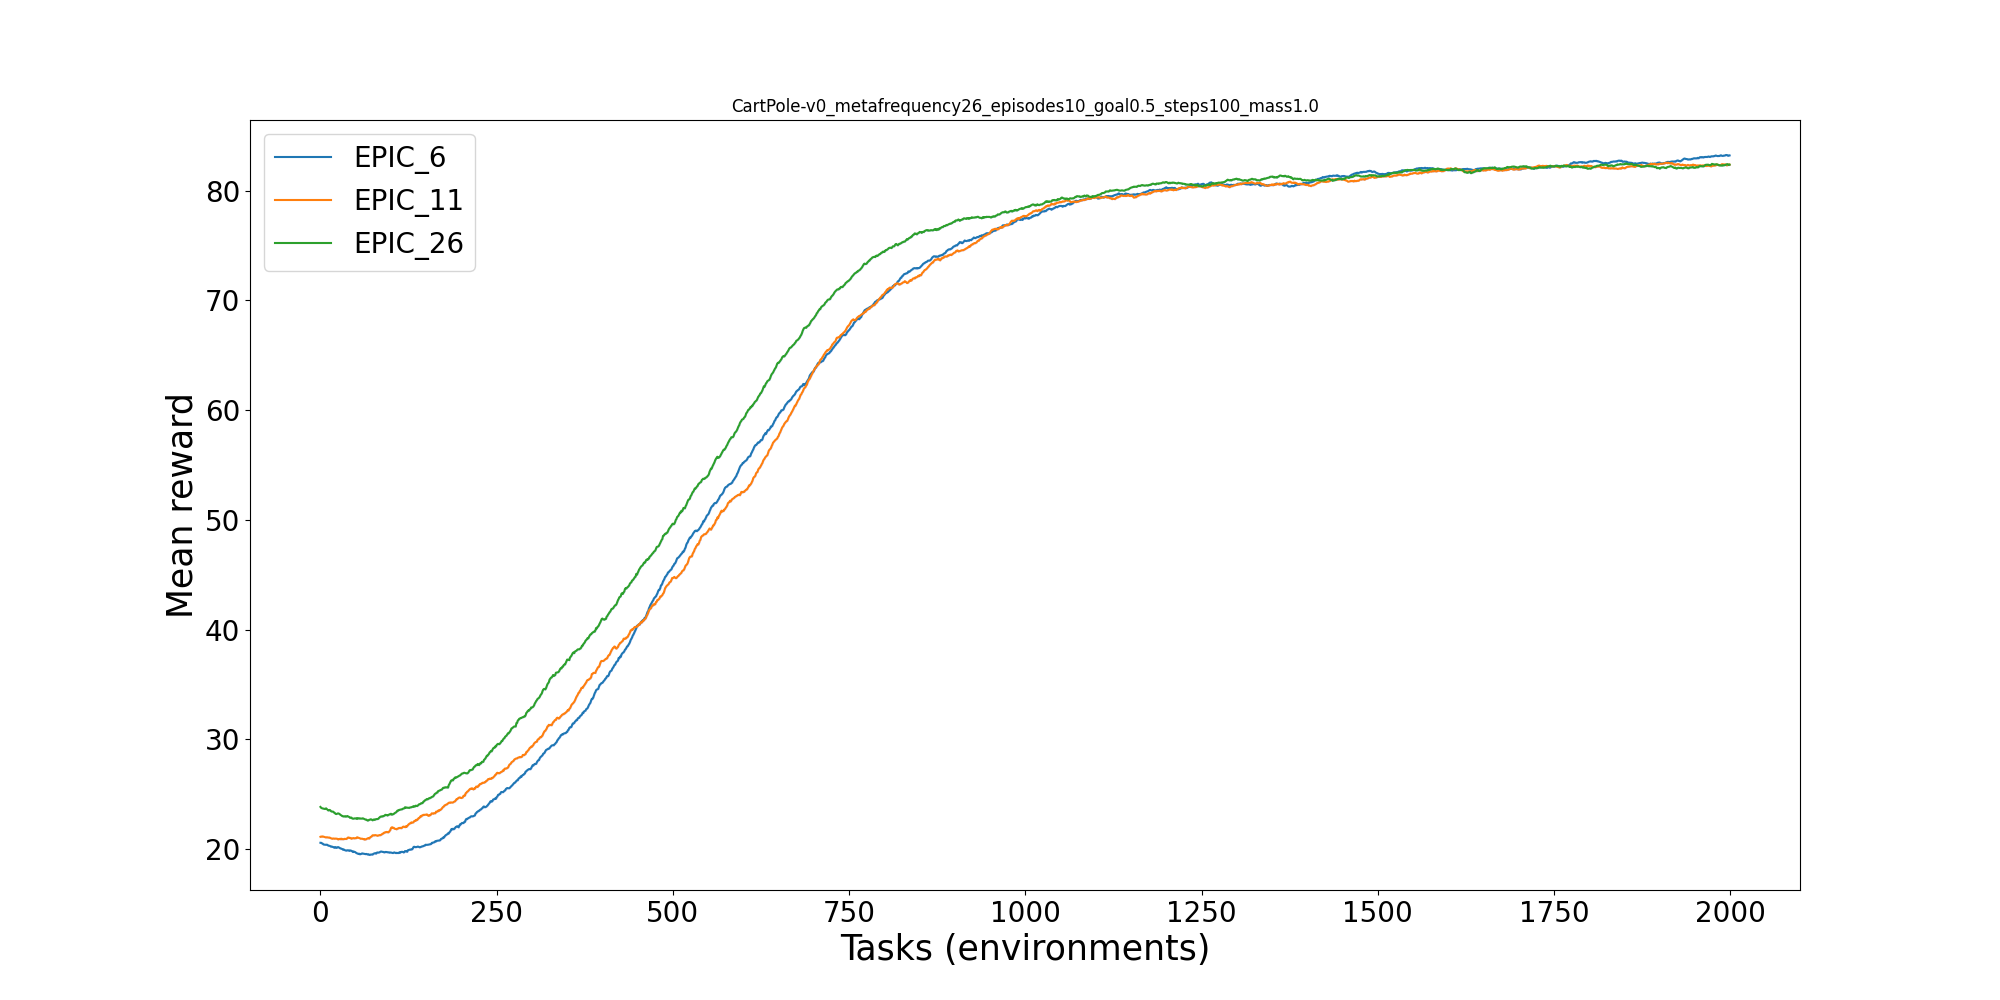 CartPole-v0_metafrequency26_episodes10_goal0.5_steps100_mass1.0
EPIC_6
EPIC_11
EPIC_26
Mean reward
80
70
60
50
40
30
20
0 250 500 750 1000 1250 1500 1750 2000
Tasks (environments)